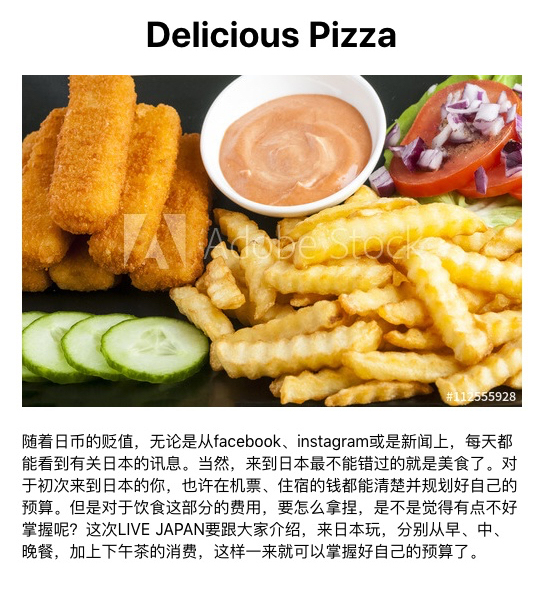 Delicious Pizza
Adobe Stock
#112555928
随着日币的贬值，无论是从facebook、instagram或是新闻上，每天都
能看到有关日本的讯息。当然，来到日本最不能错过的就是美食了。对
于初次来到日本的你，也许在机票、住宿的钱都能清楚并规划好自己的
预算。但是对于饮食这部分的费用，要怎么拿捏，是不是觉得有点不好
掌握呢？这次LIVE JAPAN要跟大家介绍，来日本玩，分别从早、中、
晚餐，加上下午茶的消费，这样一来就可以掌握好自己的预算了。